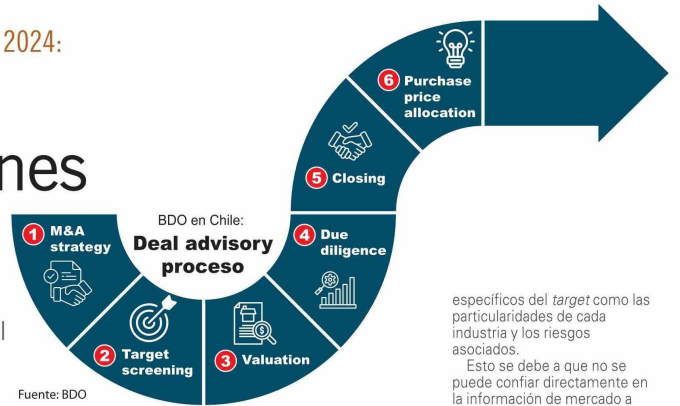 2024:
nes
BDO en Chile:
Deal advisory
proceso
1 M&A
strategy
2 Target
screening
3 Valuation
4 Due
diligence
5 Closing
6 Purchase
price
allocation
Fuente: BDO
específicos del target como las
particularidades de cada
industria y los riesgos
asociados.
Esto se debe a que no se
puede confiar directamente en
la información de mercado a